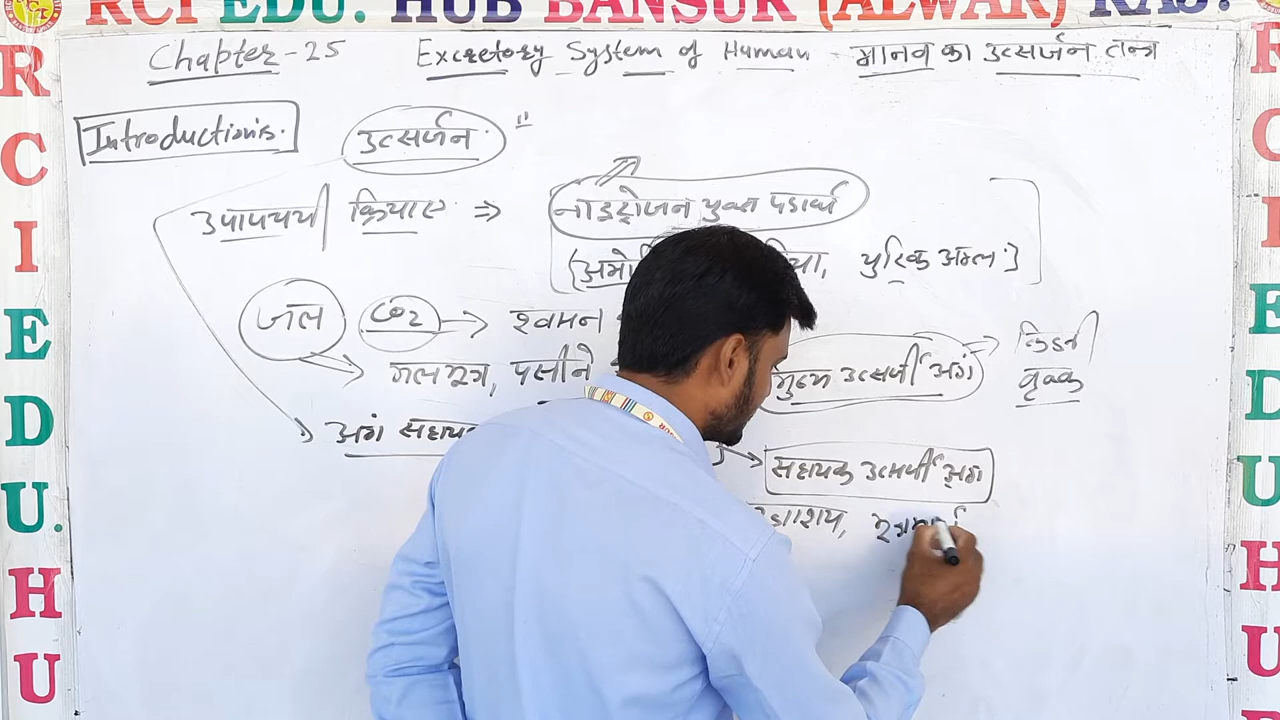 RCI EDU. HUB BANSUR (ALWAR) RAJ.
Chapter-25 Excretory System of Human - मानव का उत्सर्जन तन्त्र
Introduction:-
उत्सर्जन
उपापचयी क्रियाए ⇒ नाइट्रोजन युक्त पदार्थ
यूरिक अम्ल
जल CO2 → श्वसन
मलमूत्र, पसीने
मुख्य उत्सर्जी अंग → किडनी
वृक्क
अंग सहायक
सहायक उत्सर्जी अंग
R C I E D U. H U
R C I E D U. H U